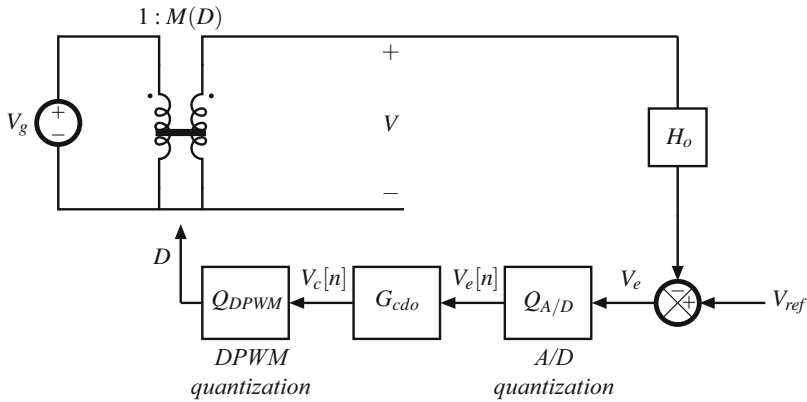 1 : M(D)
+
V_g
+
−
V
H_o
−
D
V_c[n]
V_e[n]
V_e
−
+
V_ref
Q_DPWM
G_cdo
Q_A/D
DPWM
quantization
A/D
quantization